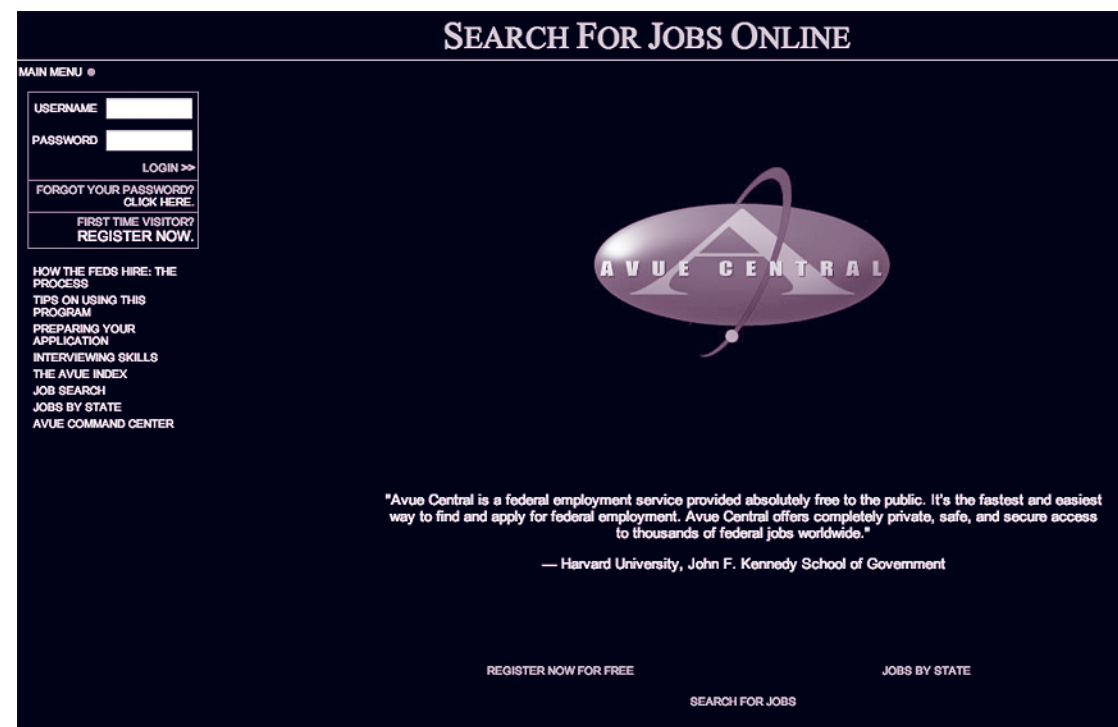 SEARCH FOR JOBS ONLINE
MAIN MENU
USERNAME
PASSWORD
LOGIN >>
FORGOT YOUR PASSWORD?
CLICK HERE.
FIRST TIME VISITOR?
REGISTER NOW.
HOW THE FEDS HIRE: THE
PROCESS
TIPS ON USING THIS
PROGRAM
PREPARING YOUR
APPLICATION
INTERVIEWING SKILLS
THE AVUE INDEX
JOB SEARCH
JOBS BY STATE
AVUE COMMAND CENTER
A
AVUE CENTRAL
"Avue Central is a federal employment service provided absolutely free to the public. It's the fastest and easiest
way to find and apply for federal employment. Avue Central offers completely private, safe, and secure access
to thousands of federal jobs worldwide."
— Harvard University, John F. Kennedy School of Government
REGISTER NOW FOR FREE
JOBS BY STATE
SEARCH FOR JOBS